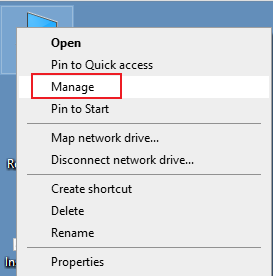 Open
Pin to Quick access
Manage
Pin to Start
Map network drive...
Disconnect network drive...
Create shortcut
Delete
Rename
Properties